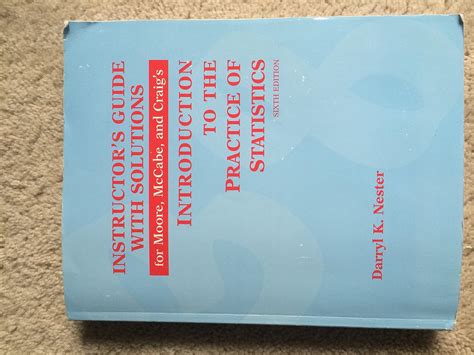 INSTRUCTOR'S GUIDE
WITH SOLUTIONS
for Moore, McCabe, and Craig's
INTRODUCTION
TO THE
PRACTICE OF
STATISTICS
SIXTH EDITION
Darryl K. Nester